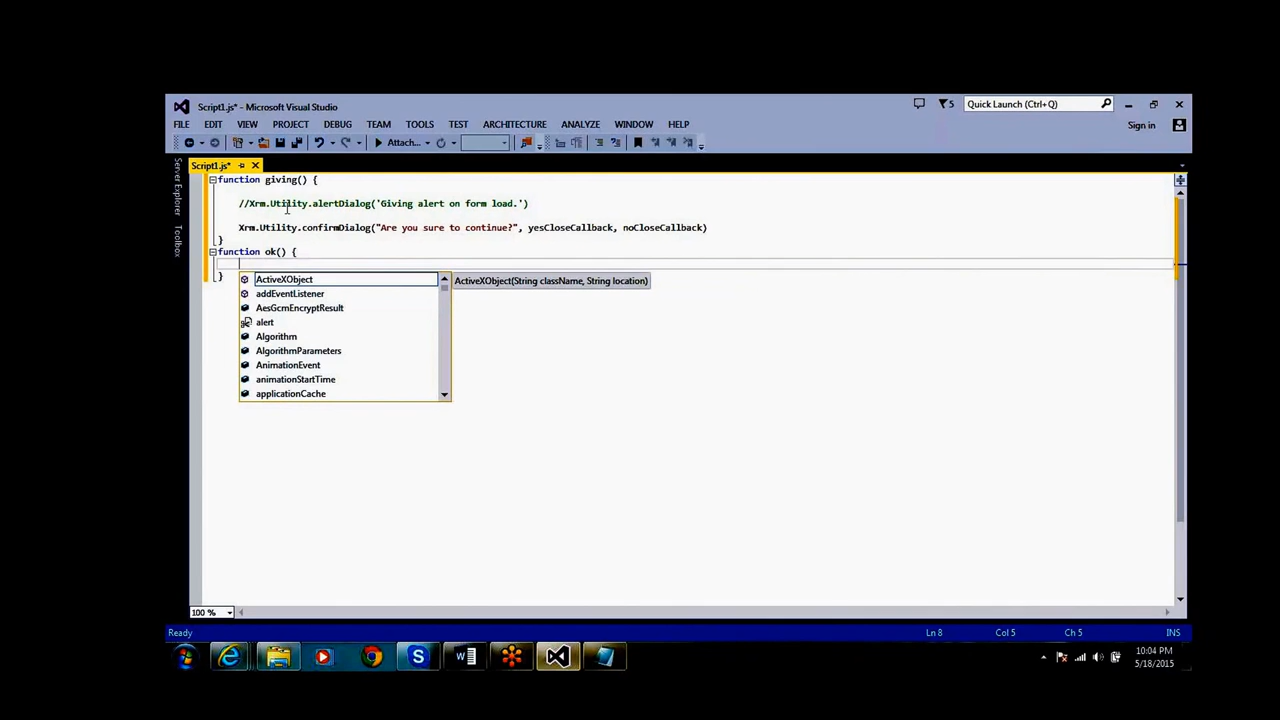 Script1.js* - Microsoft Visual Studio
5
Quick Launch (Ctrl+Q)
FILE EDIT VIEW PROJECT DEBUG TEAM TOOLS TEST ARCHITECTURE ANALYZE WINDOW HELP
Sign in
Attach...
Script1.js*
Server Explorer
Toolbox
function giving() {
//Xrm.Utility.alertDialog('Giving alert on form load.')
Xrm.Utility.confirmDialog("Are you sure to continue?", yesCloseCallback, noCloseCallback)
}
function ok() {
}
ActiveXObject
ActiveXObject(String className, String location)
addEventListener
AesGcmEncryptResult
alert
Algorithm
AlgorithmParameters
AnimationEvent
animationStartTime
applicationCache
100 %
Ready
Ln 8 Col 5 Ch 5 INS
10:04 PM
5/18/2015